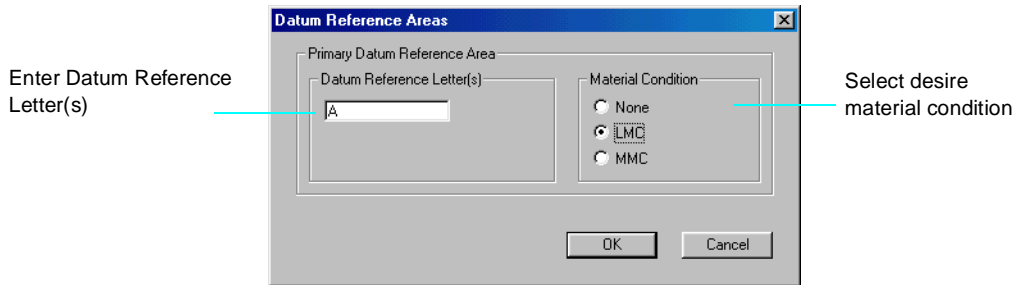 Datum Reference Areas
Primary Datum Reference Area
Enter Datum Reference
Letter(s)
Datum Reference Letter(s)
A
Material Condition
None
LMC
MMC
Select desire
material condition
OK
Cancel